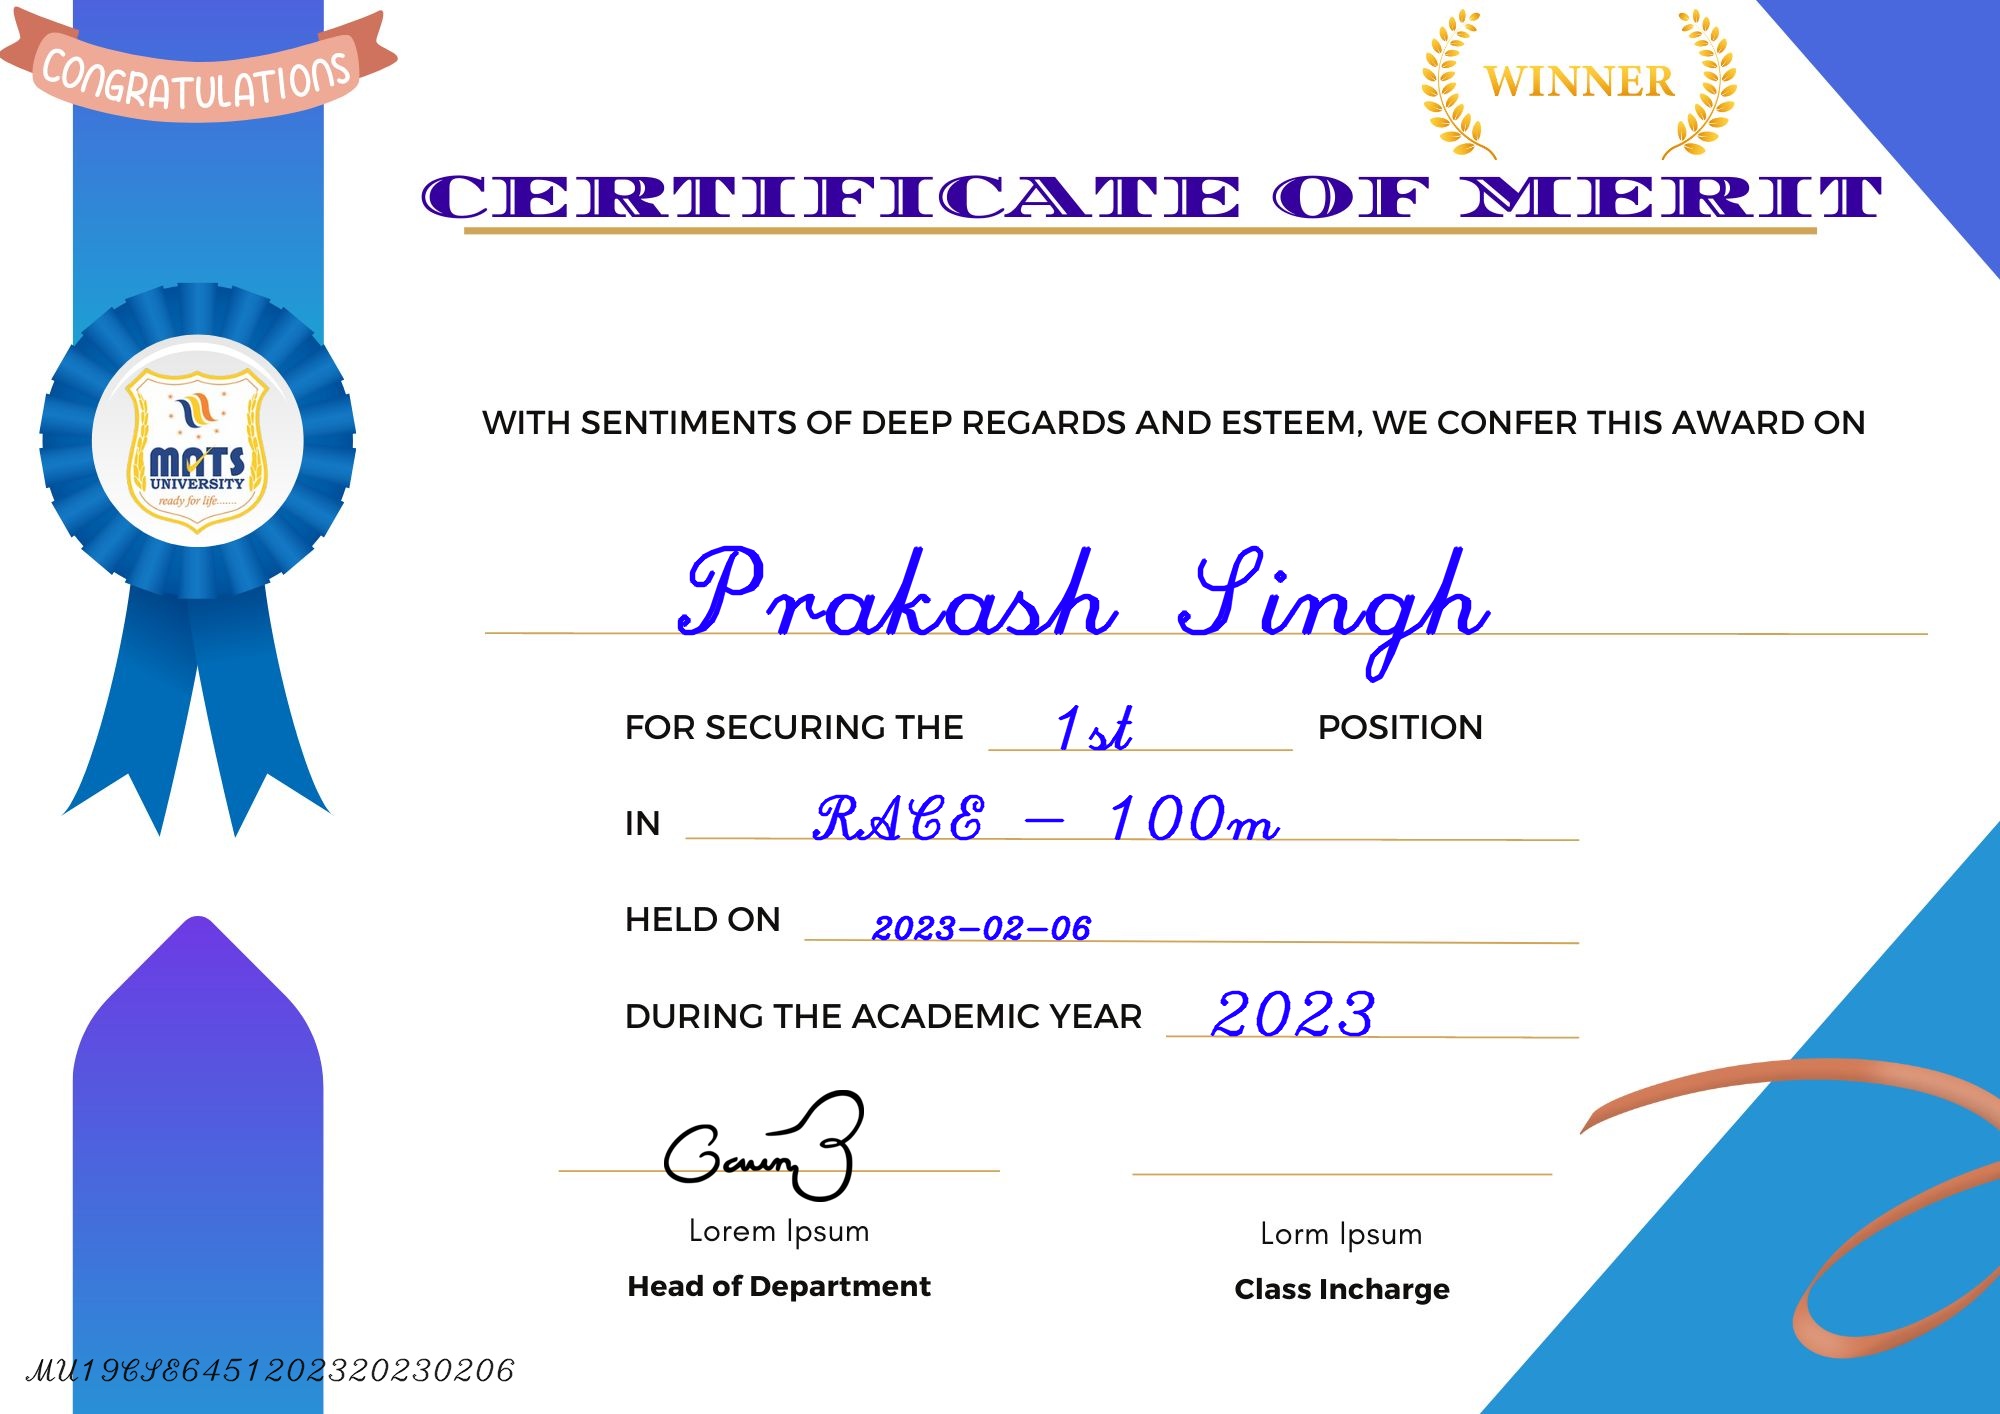 CONGRATULATIONS
WINNER
CERTIFICATE OF MERIT
MATS
UNIVERSITY
ready for life.......
WITH SENTIMENTS OF DEEP REGARDS AND ESTEEM, WE CONFER THIS AWARD ON
Prakash Singh
FOR SECURING THE 1st POSITION
IN RACE - 100m
HELD ON 2023-02-06
DURING THE ACADEMIC YEAR 2023
Lorem Ipsum
Head of Department
Lorm Ipsum
Class Incharge
MU19CSE6451202320230206